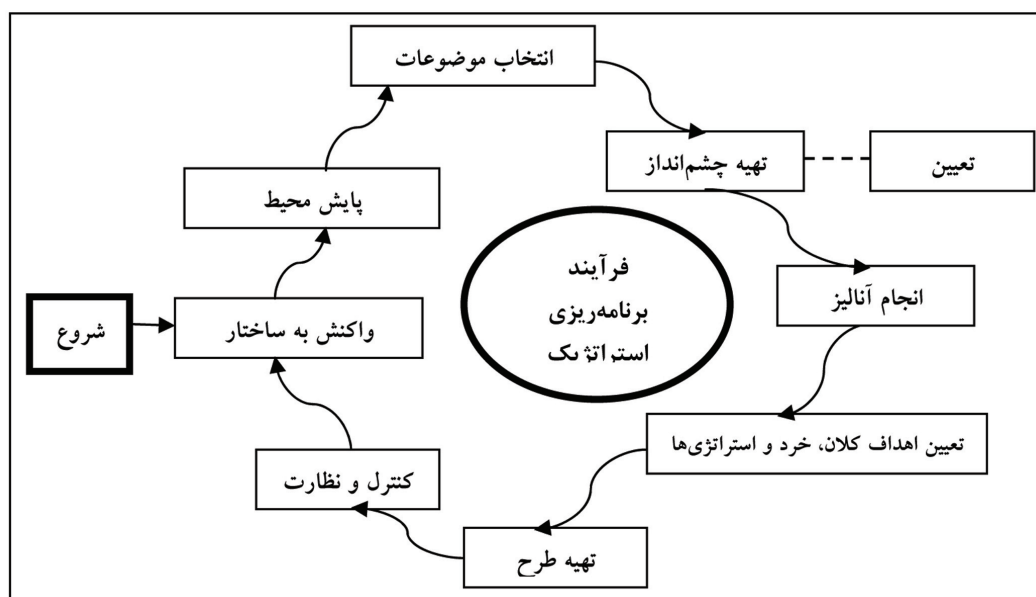 انتخاب موضوعات
تهیه چشم‌انداز
تعیین
پایش محیط
فرآیند
برنامه‌ریزی
استراتژیک
انجام آنالیز
شروع
واکنش به ساختار
تعیین اهداف کلان، خرد و استراتژی‌ها
کنترل و نظارت
تهیه طرح